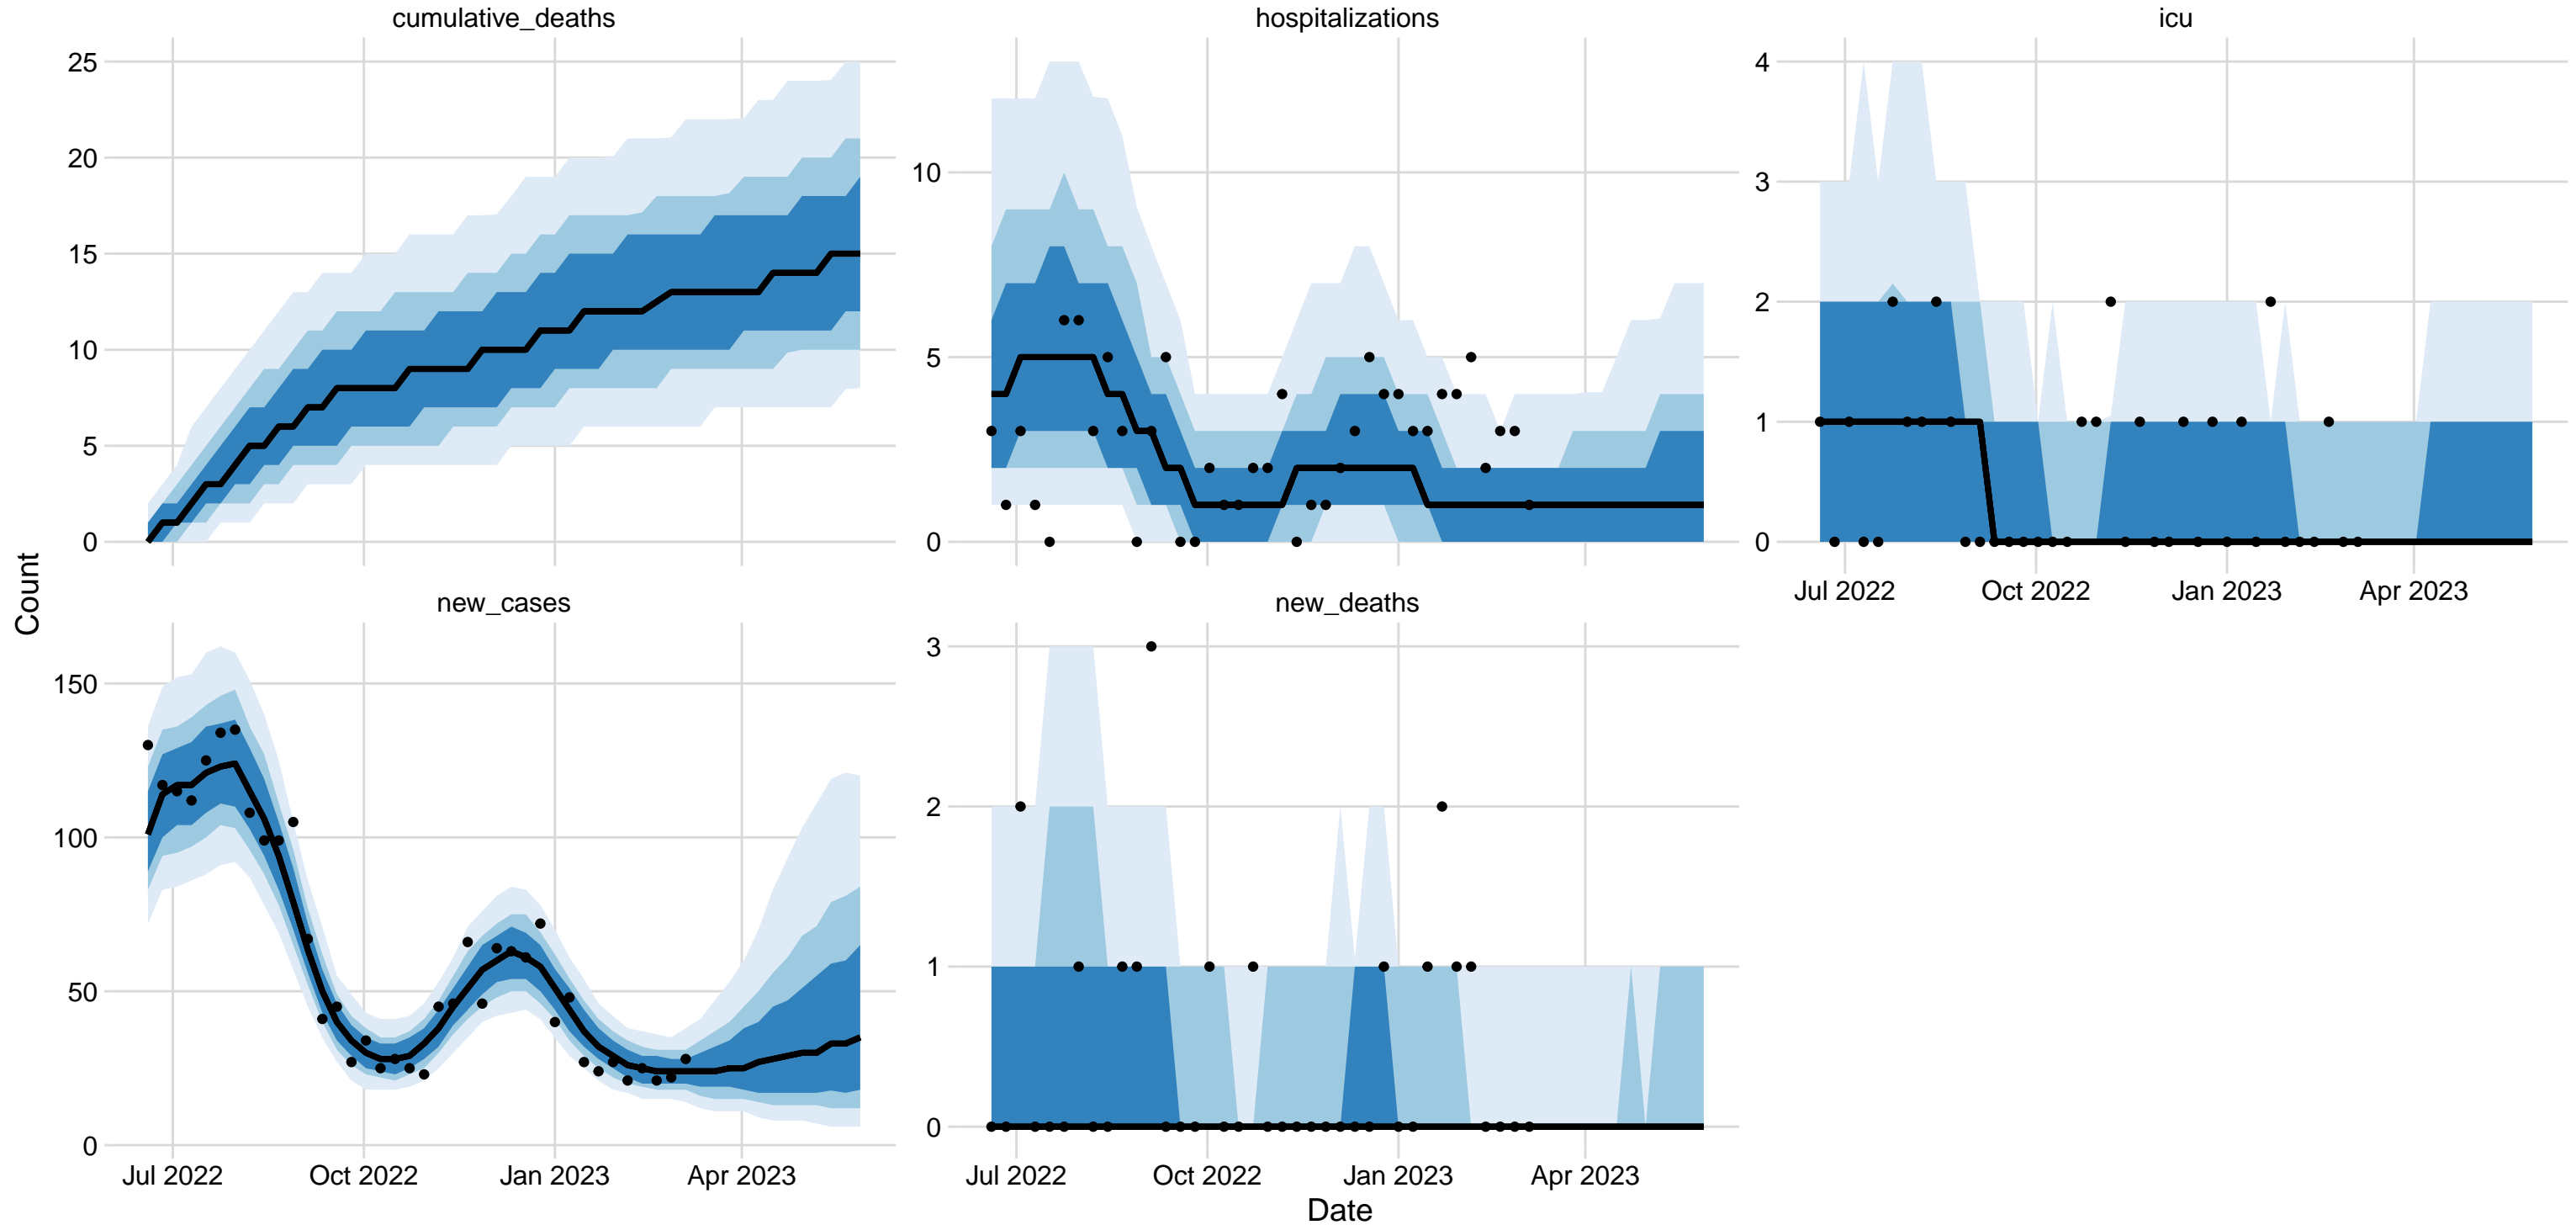 cumulative_deaths
hospitalizations
icu
25
20
15
10
5
0
10
5
0
4
3
2
1
0
Jul 2022
Oct 2022
Jan 2023
Apr 2023
Count
new_cases
new_deaths
150
100
50
0
3
2
1
0
Jul 2022
Oct 2022
Jan 2023
Apr 2023
Jul 2022
Oct 2022
Jan 2023
Apr 2023
Date